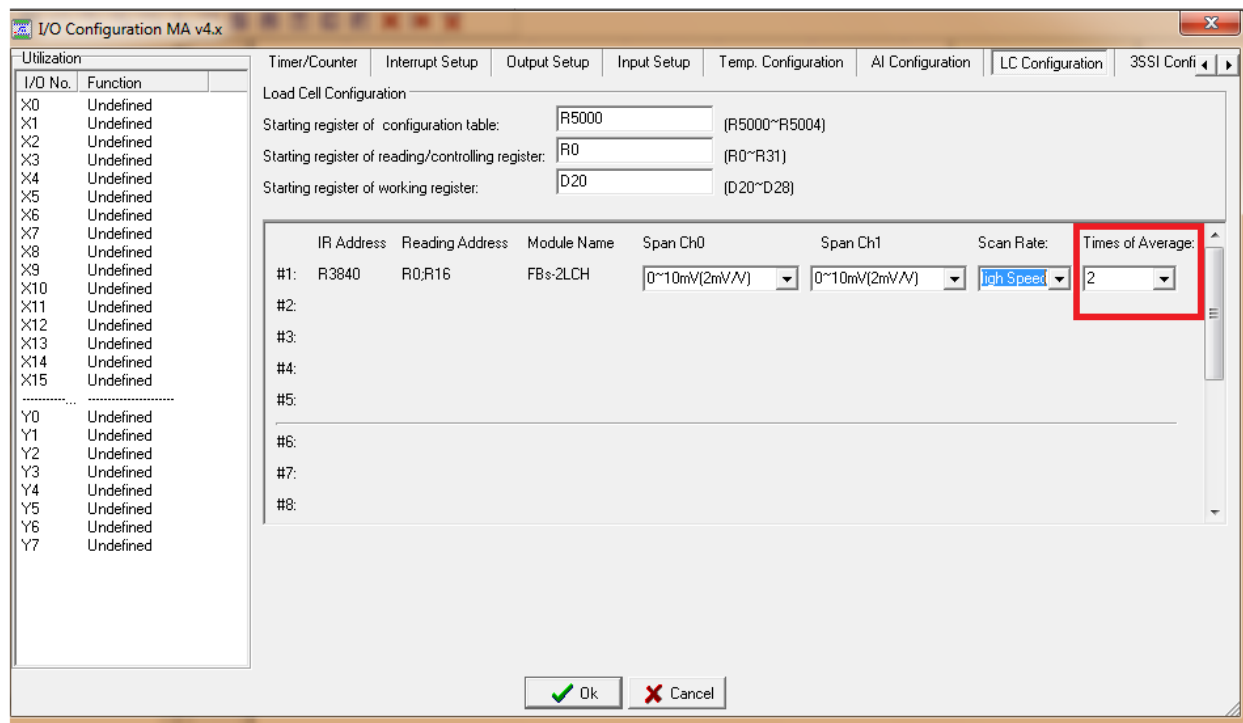 I/O Configuration MA v4.x
Utilization
I/O No. Function
X0 Undefined
X1 Undefined
X2 Undefined
X3 Undefined
X4 Undefined
X5 Undefined
X6 Undefined
X7 Undefined
X8 Undefined
X9 Undefined
X10 Undefined
X11 Undefined
X12 Undefined
X13 Undefined
X14 Undefined
X15 Undefined
-----------... ----------------------
Y0 Undefined
Y1 Undefined
Y2 Undefined
Y3 Undefined
Y4 Undefined
Y5 Undefined
Y6 Undefined
Y7 Undefined
Timer/Counter Interrupt Setup Output Setup Input Setup Temp. Configuration AI Configuration LC Configuration 3SSI Confi
Load Cell Configuration
Starting register of configuration table: R5000 (R5000~R5004)
Starting register of reading/controlling register: R0 (R0~R31)
Starting register of working register: D20 (D20~D28)
IR Address Reading Address Module Name Span Ch0 Span Ch1 Scan Rate: Times of Average:
#1: R3840 R0;R16 FBs-2LCH 0~10mV(2mV/V) 0~10mV(2mV/V) igh Speed 2
#2:
#3:
#4:
#5:
#6:
#7:
#8:
Ok Cancel